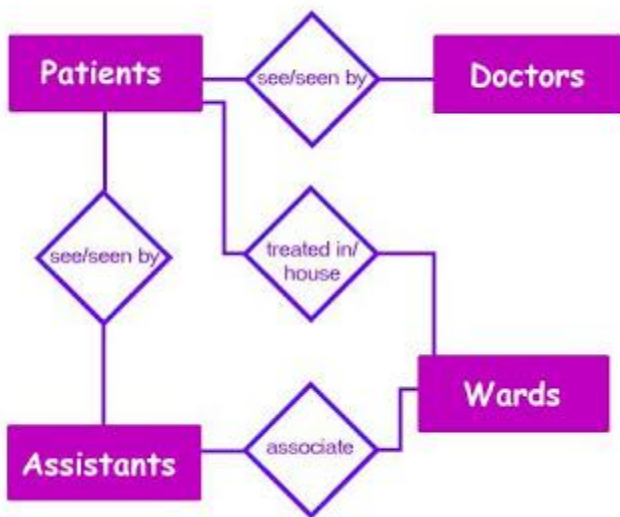 Patients
see/seen by
Doctors
see/seen by
treated in/
house
Wards
associate
Assistants